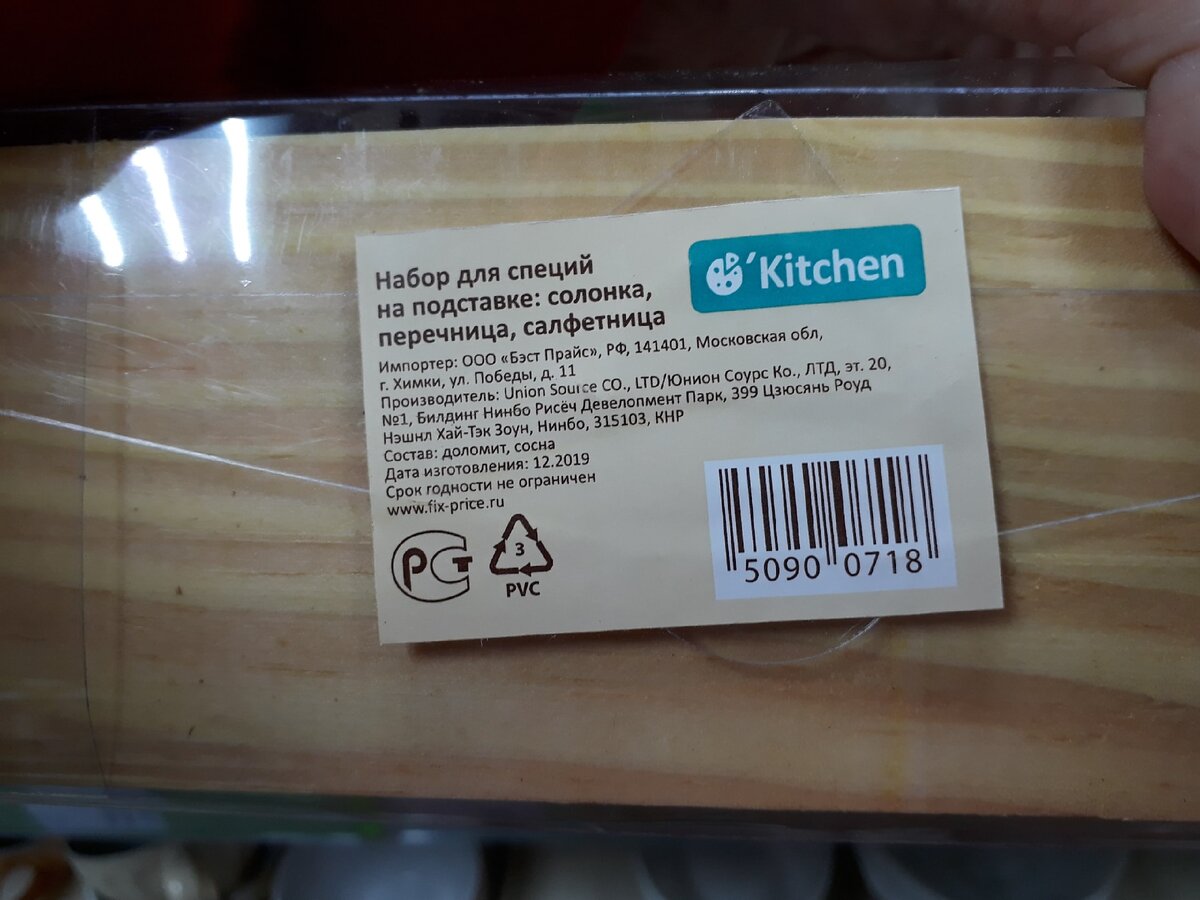 Набор для специй
на подставке: солонка,
перечница, салфетница
'Kitchen
Импортер: ООО «Бэст Прайс», РФ, 141401, Московская обл,
г. Химки, ул. Победы, д. 11
Производитель: Union Source CO., LTD/Юнион Соурс Ко., ЛТД, эт. 20,
№1, Билдинг Нинбо Рисёч Девелопмент Парк, 399 Цзюсянь Роуд
Нэшнл Хай-Тэк Зоун, Нинбо, 315103, КНР
Состав: доломит, сосна
Дата изготовления: 12.2019
Срок годности не ограничен
www.fix-price.ru
РСТ
3
PVC
5090 0718